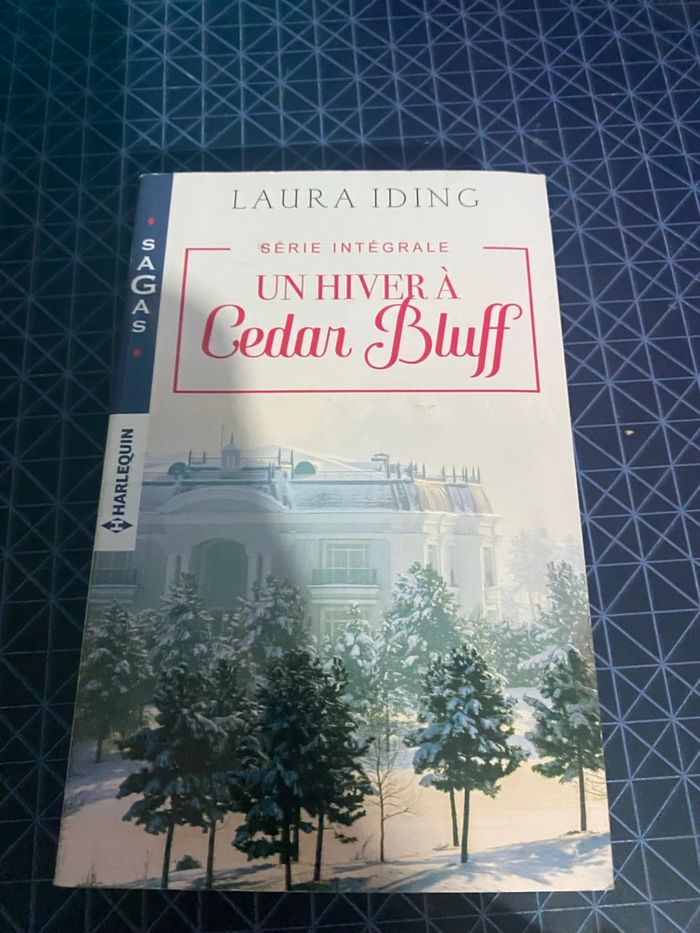 LAURA IDING
SÉRIE INTÉGRALE
UN HIVER À
Cedar Bluff
SAGAS
HARLEQUIN